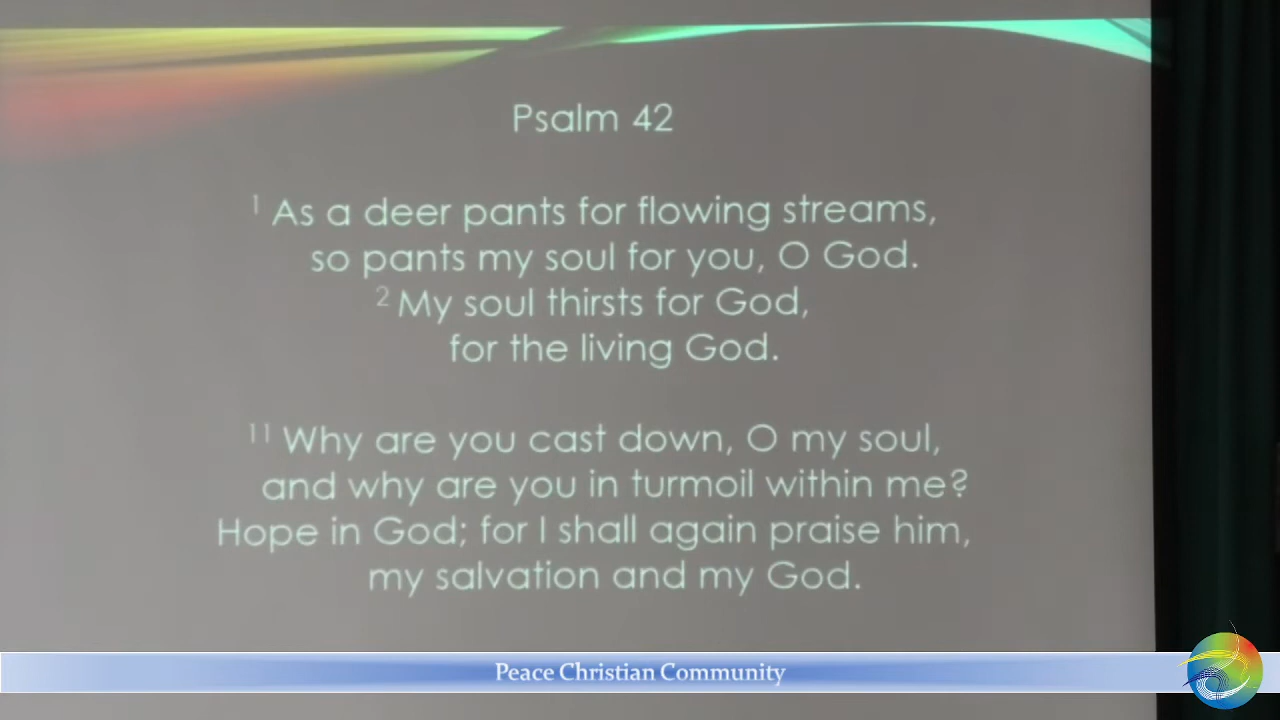 Psalm 42
1 As a deer pants for flowing streams,
so pants my soul for you, O God.
2 My soul thirsts for God,
for the living God.
11 Why are you cast down, O my soul,
and why are you in turmoil within me?
Hope in God; for I shall again praise him,
my salvation and my God.
Peace Christian Community